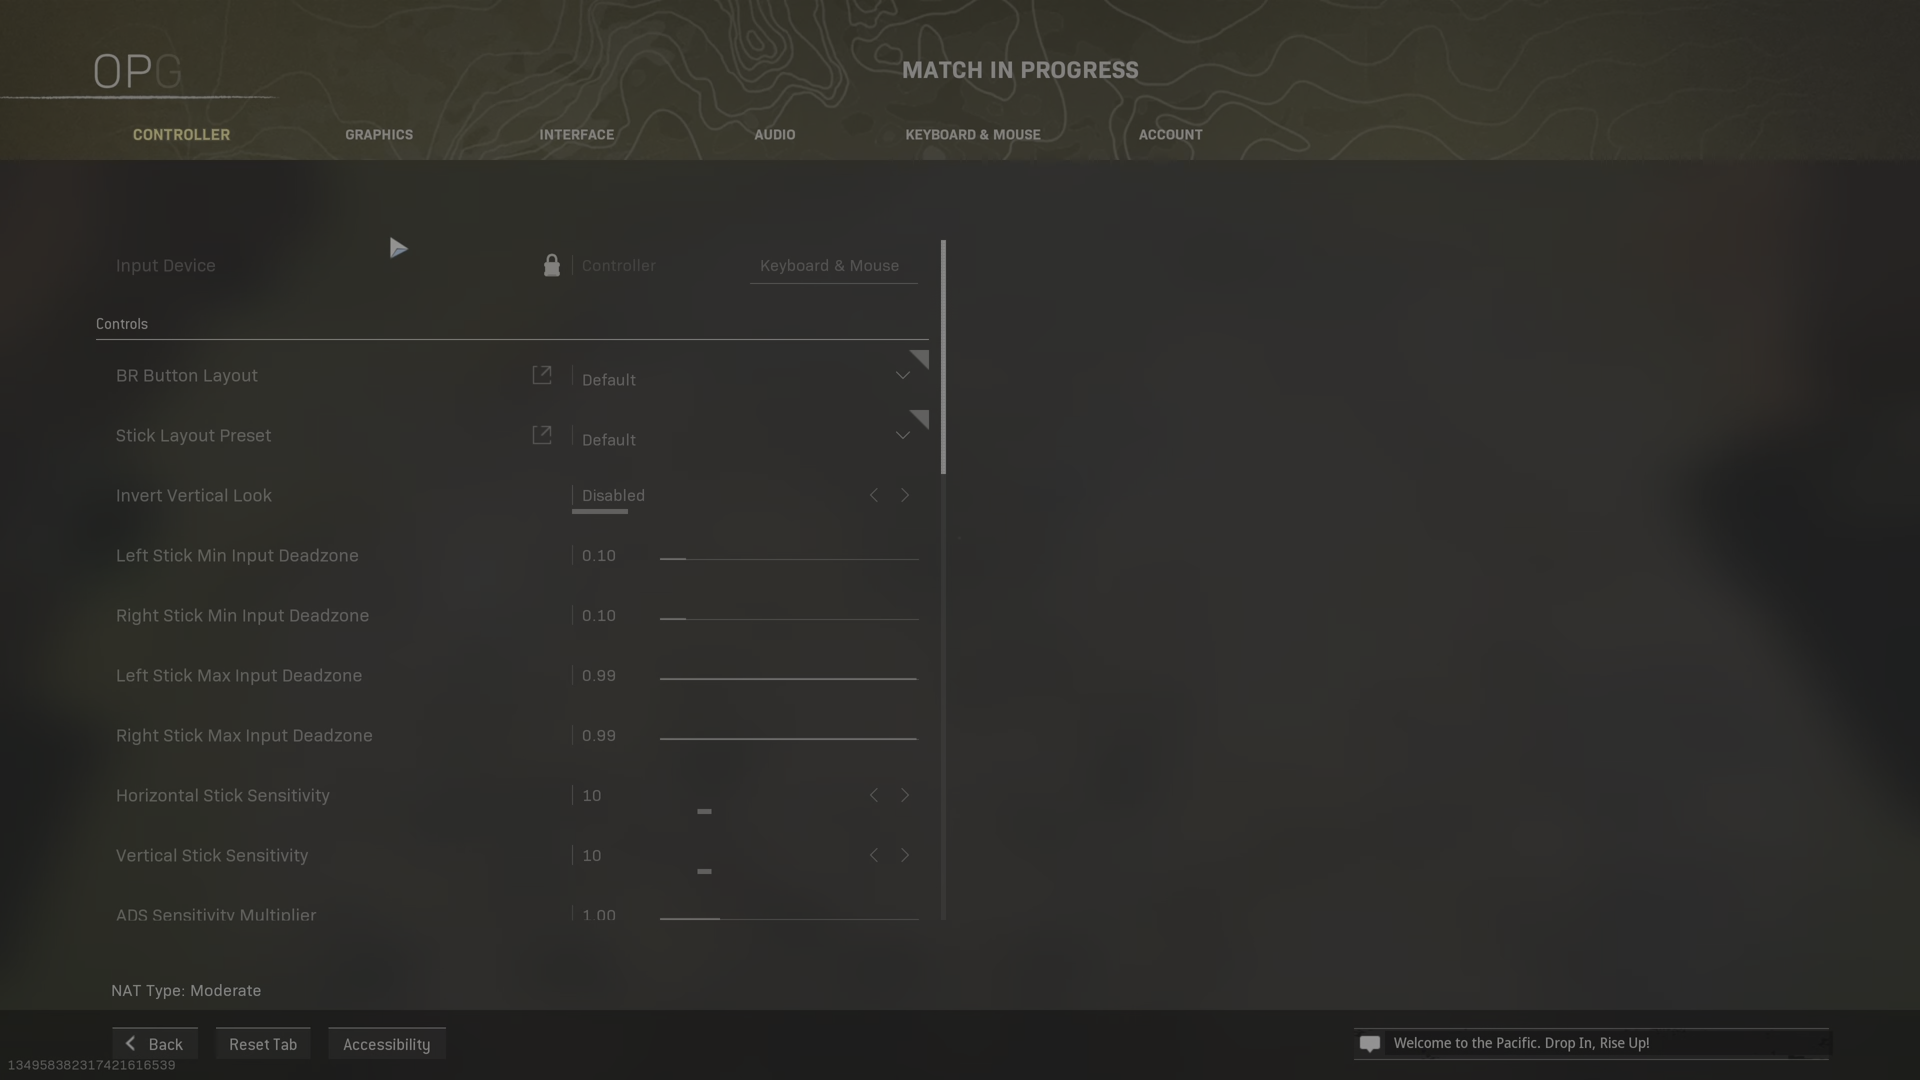 OPG
MATCH IN PROGRESS
CONTROLLER GRAPHICS INTERFACE AUDIO KEYBOARD & MOUSE ACCOUNT
Input Device Controller Keyboard & Mouse
Controls
BR Button Layout Default
Stick Layout Preset Default
Invert Vertical Look Disabled
Left Stick Min Input Deadzone 0.10
Right Stick Min Input Deadzone 0.10
Left Stick Max Input Deadzone 0.99
Right Stick Max Input Deadzone 0.99
Horizontal Stick Sensitivity 10
Vertical Stick Sensitivity 10
ADS Sensitivity Multiplier 1.00
NAT Type: Moderate
Back Reset Tab Accessibility
Welcome to the Pacific. Drop In, Rise Up!
134958382317421616539